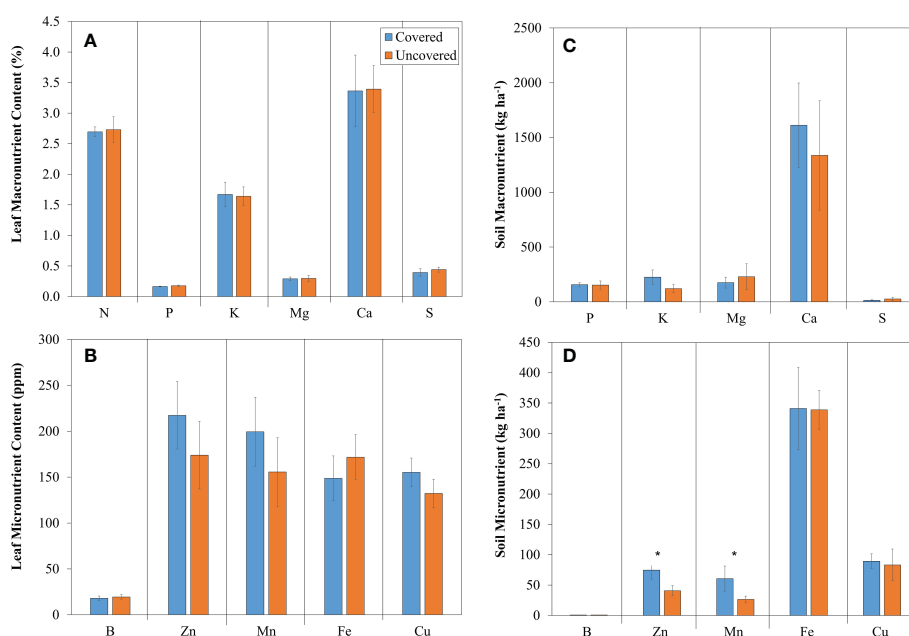 A
Covered
Uncovered
Leaf Macronutrient Content (%)
4.5
4.0
3.5
3.0
2.5
2.0
1.5
1.0
0.5
0.0
N P K Mg Ca S
B
Leaf Micronutrient Content (ppm)
300
250
200
150
100
50
0
B Zn Mn Fe Cu
C
Soil Macronutrient (kg ha⁻¹)
2500
2000
1500
1000
500
0
P K Mg Ca S
D
Soil Micronutrient (kg ha⁻¹)
450
400
350
300
250
200
150
100
50
0
* *
B Zn Mn Fe Cu